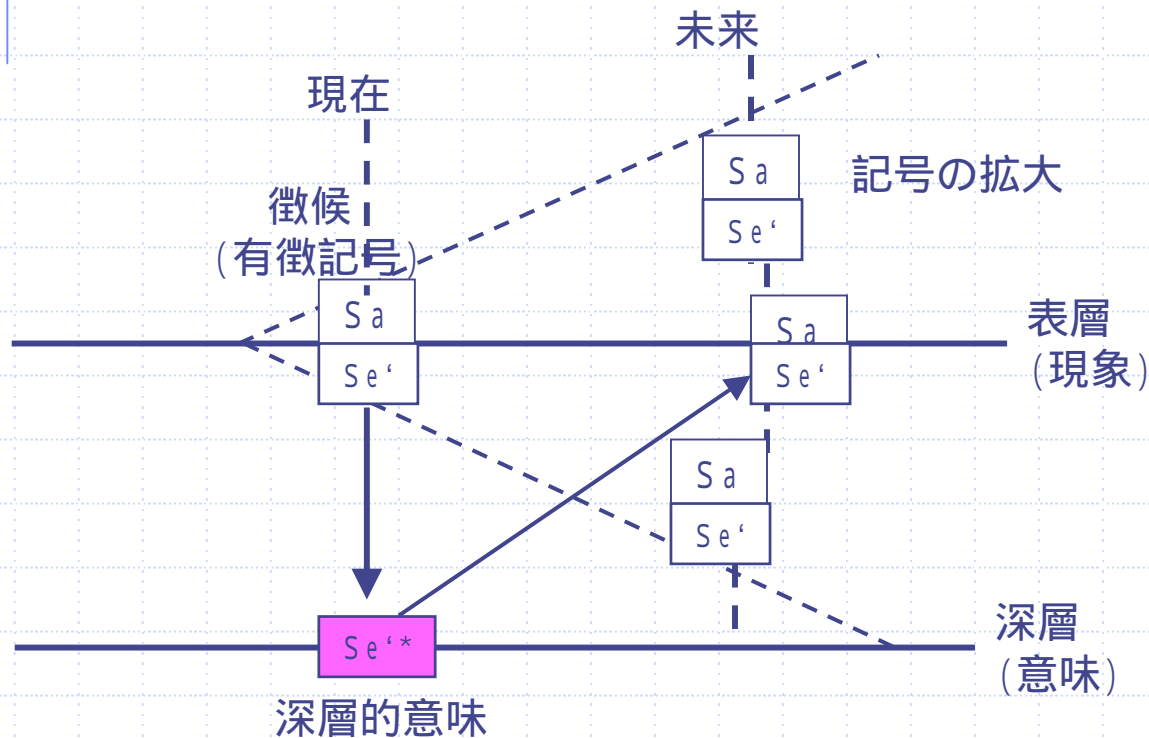 未来
現在
Sa
記号の拡大
徴候
Se‘
(有徴記号)
Sa
Sa
表層
Se‘
Se‘
(現象)
Sa
Se‘
深層
Se‘*
(意味)
深層的意味